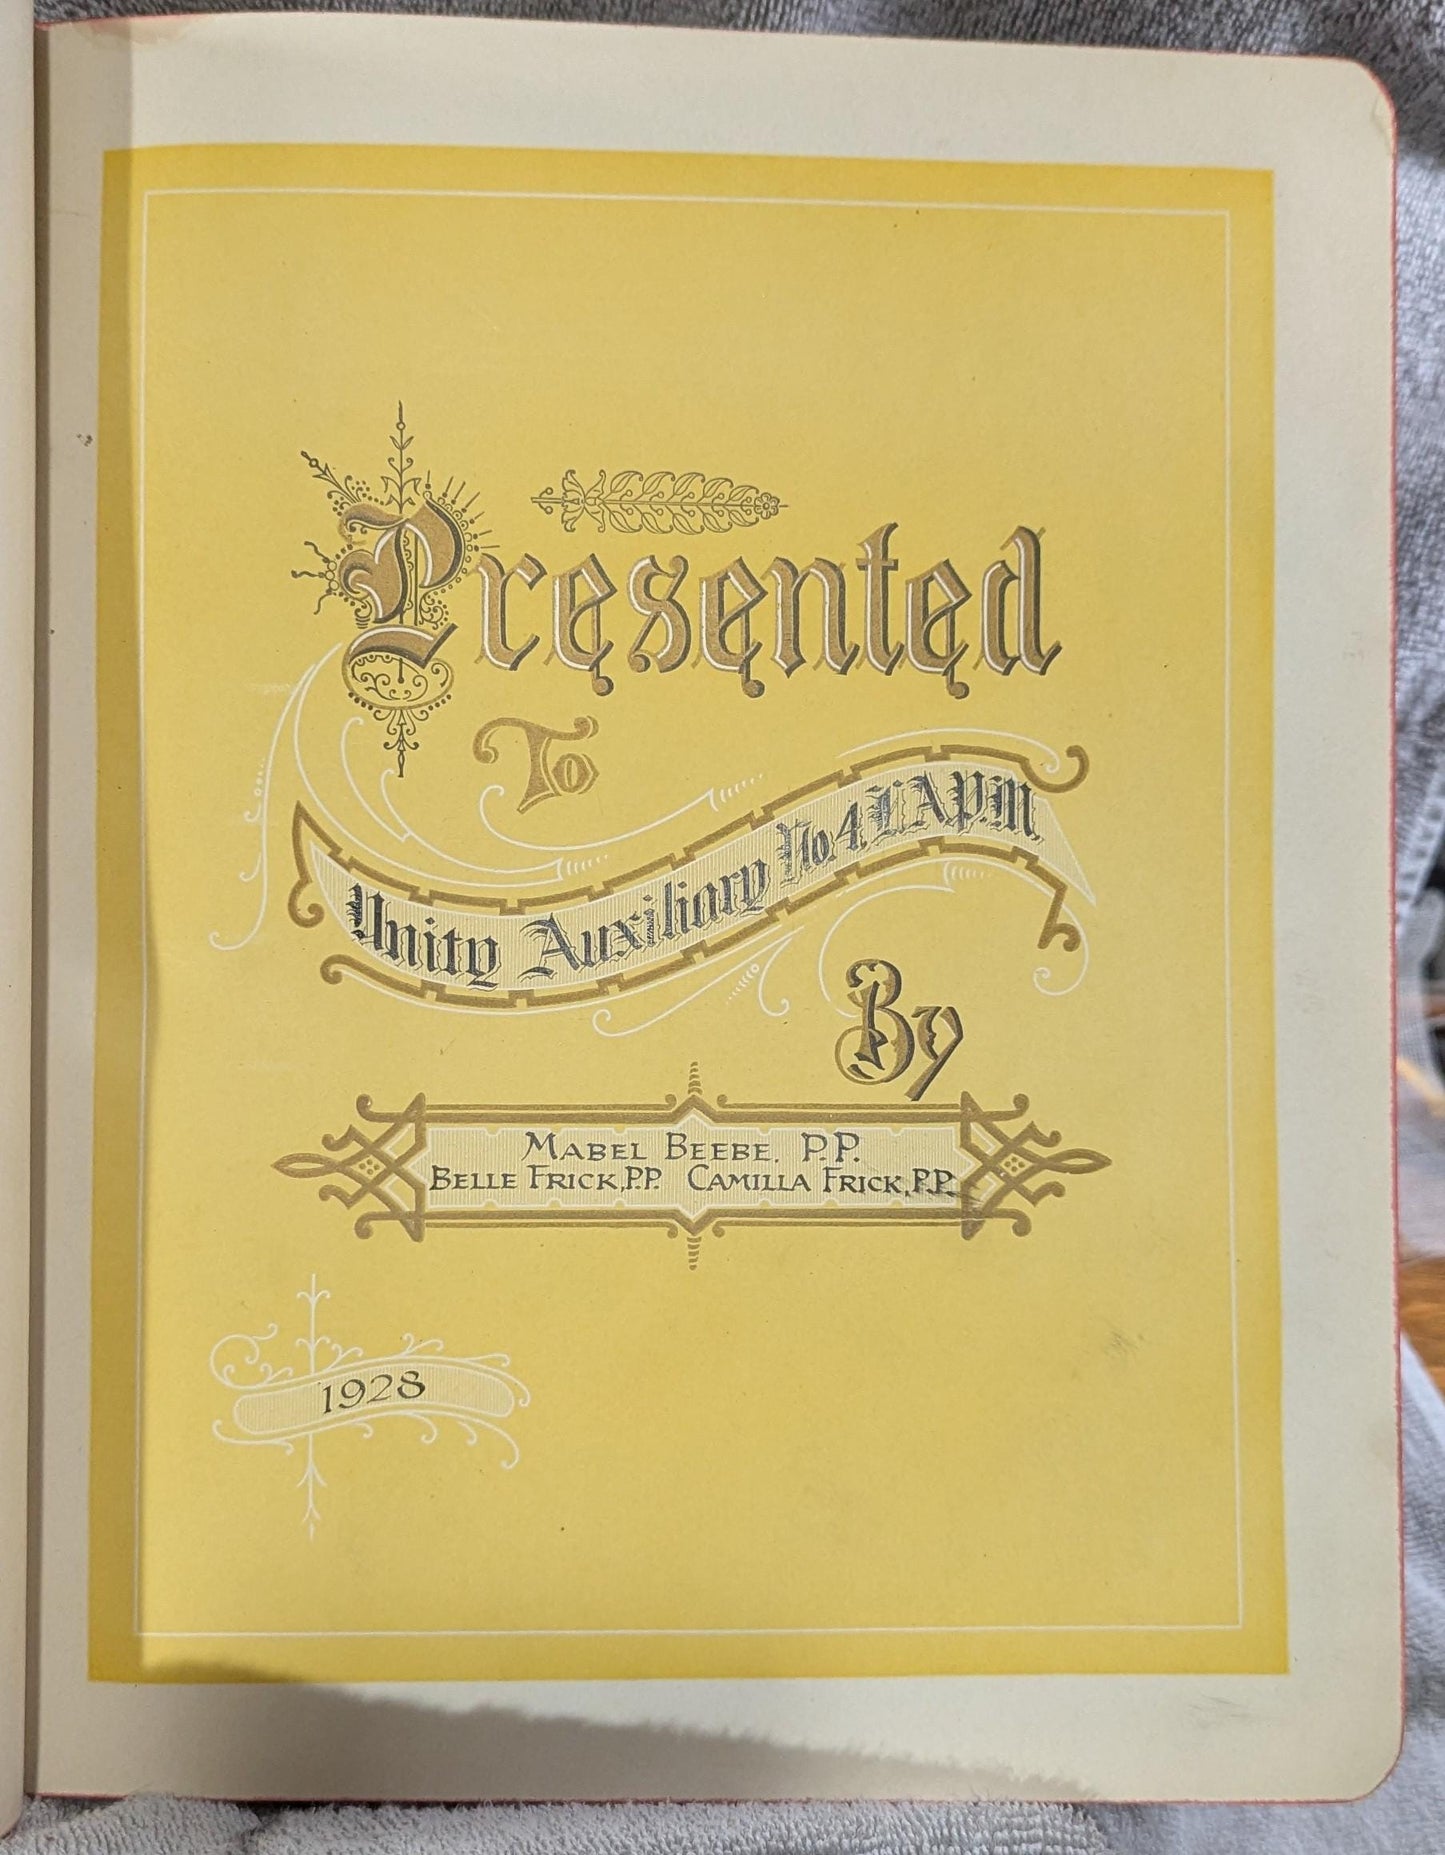 Presented
To
Unity Auxiliary No. 4, L.A.P.M.
By
MABEL BEEBE. P.P.
BELLE FRICK, P.P. CAMILLA FRICK, P.P.
1928